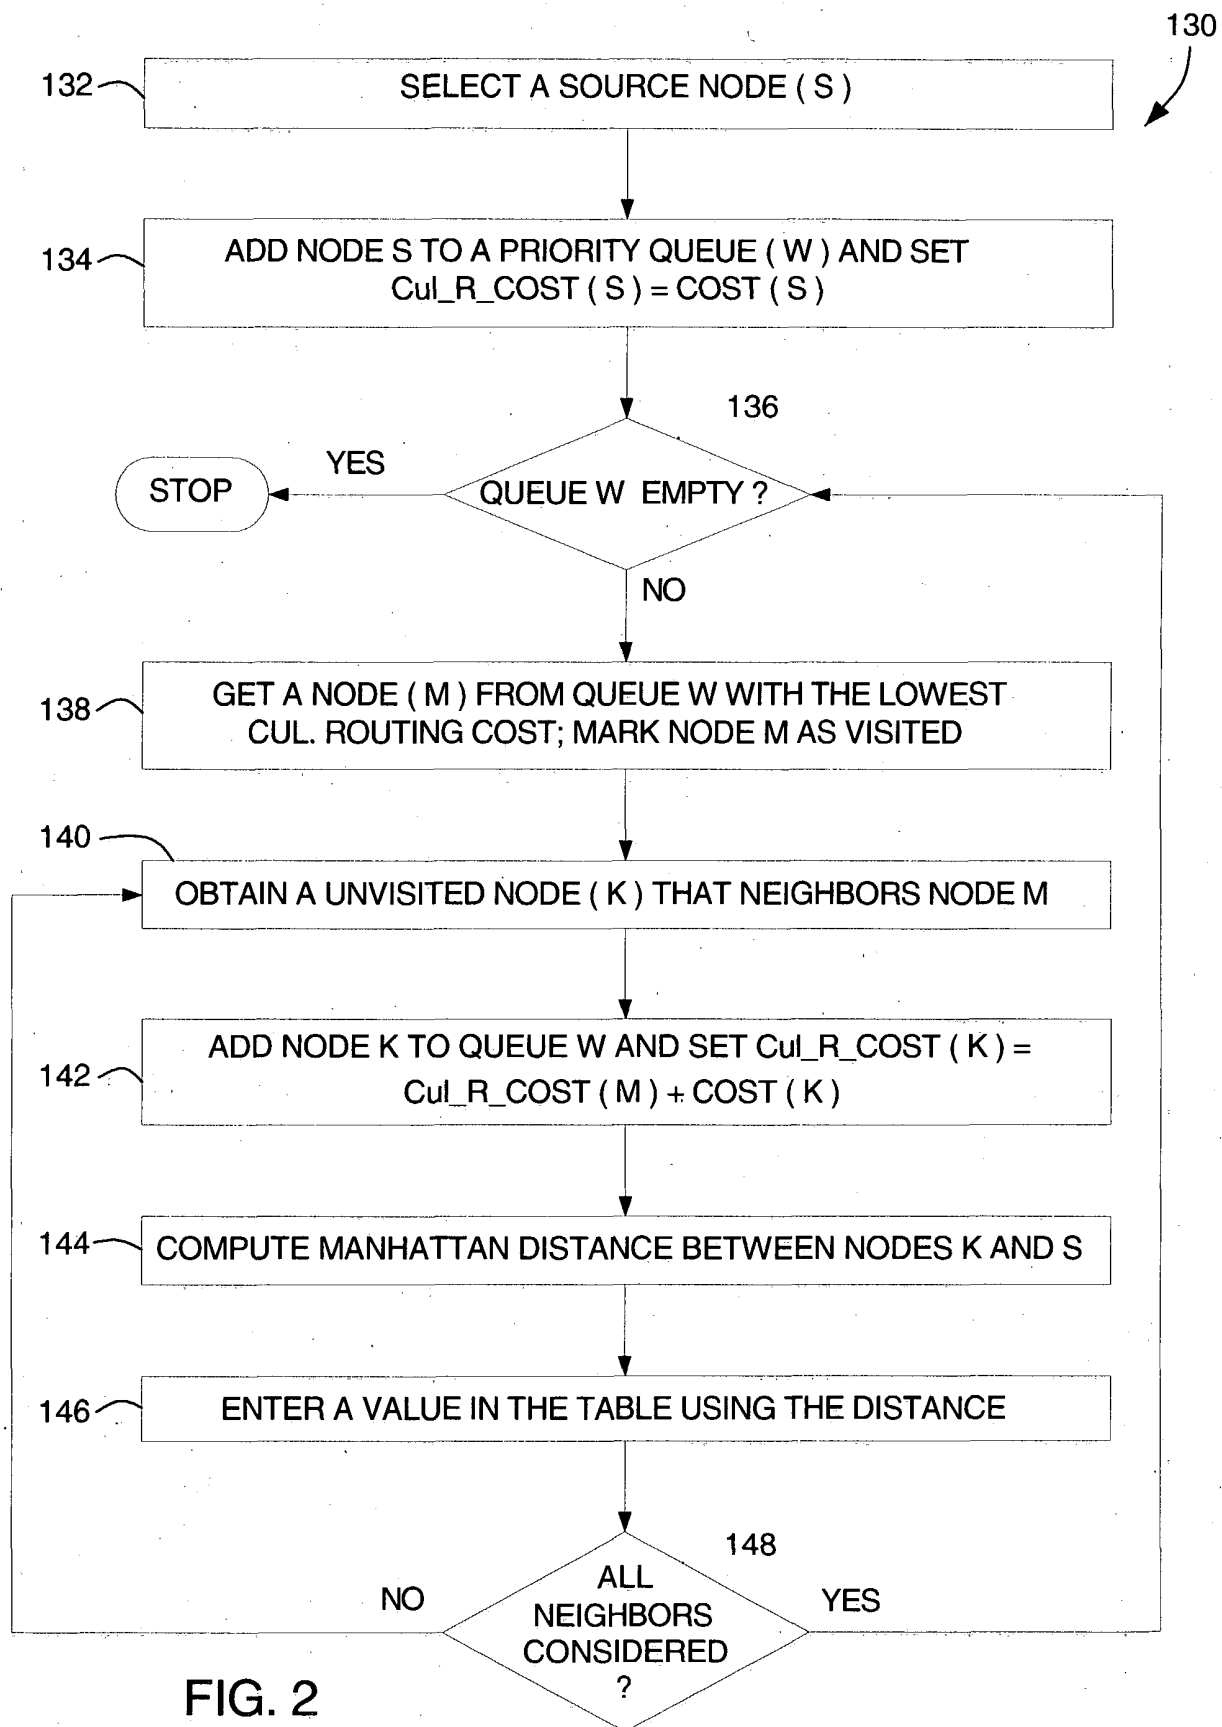 130
132
SELECT A SOURCE NODE ( S )
134
ADD NODE S TO A PRIORITY QUEUE ( W ) AND SET
Cul_R_COST ( S ) = COST ( S )
136
YES
STOP
QUEUE W EMPTY ?
NO
138
GET A NODE ( M ) FROM QUEUE W WITH THE LOWEST
CUL. ROUTING COST; MARK NODE M AS VISITED
140
OBTAIN A UNVISITED NODE ( K ) THAT NEIGHBORS NODE M
142
ADD NODE K TO QUEUE W AND SET Cul_R_COST ( K ) =
Cul_R_COST ( M ) + COST ( K )
144
COMPUTE MANHATTAN DISTANCE BETWEEN NODES K AND S
146
ENTER A VALUE IN THE TABLE USING THE DISTANCE
148
NO
ALL
NEIGHBORS
CONSIDERED
?
YES
FIG. 2